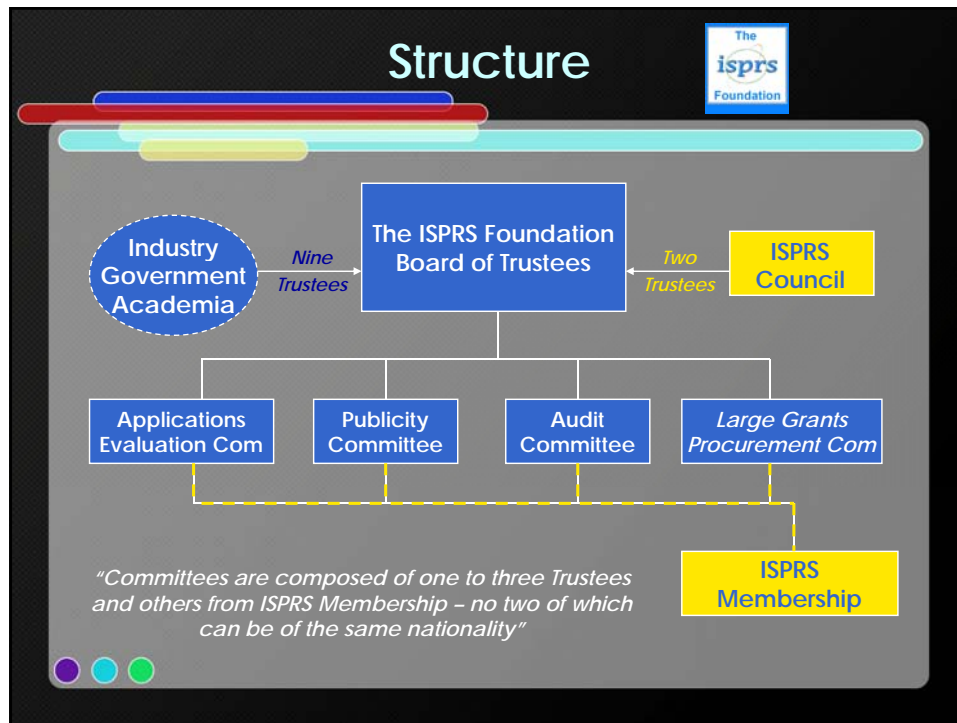 Structure
The
isprs
Foundation
Industry
Government
Academia
Nine
Trustees
The ISPRS Foundation
Board of Trustees
Two
Trustees
ISPRS
Council
Applications
Evaluation Com
Publicity
Committee
Audit
Committee
Large Grants
Procurement Com
ISPRS
Membership
“Committees are composed of one to three Trustees
and others from ISPRS Membership – no two of which
can be of the same nationality”